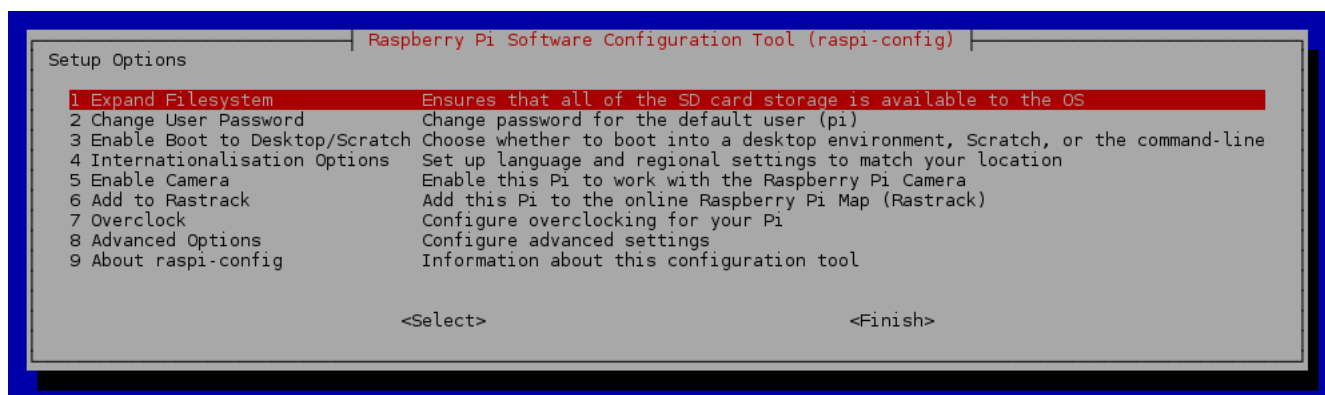 Raspberry Pi Software Configuration Tool (raspi-config)
Setup Options
1 Expand Filesystem Ensures that all of the SD card storage is available to the OS
2 Change User Password Change password for the default user (pi)
3 Enable Boot to Desktop/Scratch Choose whether to boot into a desktop environment, Scratch, or the command-line
4 Internationalisation Options Set up language and regional settings to match your location
5 Enable Camera Enable this Pi to work with the Raspberry Pi Camera
6 Add to Rastrack Add this Pi to the online Raspberry Pi Map (Rastrack)
7 Overclock Configure overclocking for your Pi
8 Advanced Options Configure advanced settings
9 About raspi-config Information about this configuration tool
<Select> <Finish>